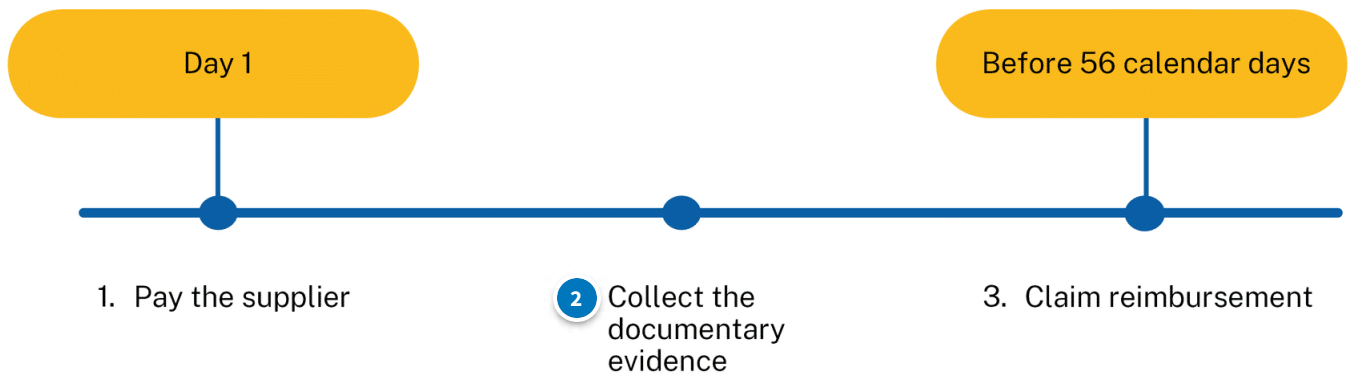 Day 1
Before 56 calendar days
1. Pay the supplier
2 Collect the
documentary
evidence
3. Claim reimbursement